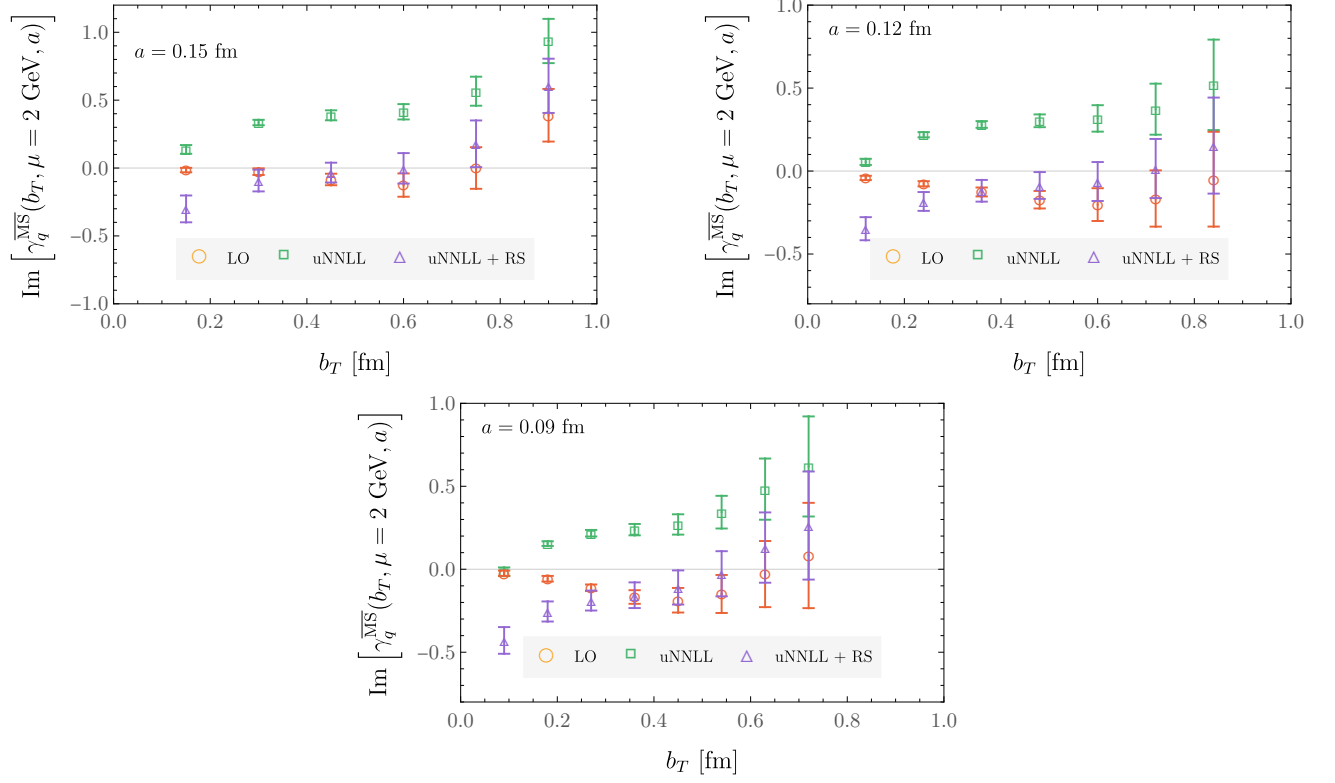 Im [γ_q^{\overline{MS}}(b_T, μ = 2 GeV, a)]
1.0
0.5
0.0
−0.5
−1.0
a = 0.15 fm
LO uNNLL uNNLL + RS
0.0 0.2 0.4 0.6 0.8 1.0
b_T [fm]
Im [γ_q^{\overline{MS}}(b_T, μ = 2 GeV, a)]
1.0
0.5
0.0
−0.5
a = 0.12 fm
LO uNNLL uNNLL + RS
0.0 0.2 0.4 0.6 0.8 1.0
b_T [fm]
Im [γ_q^{\overline{MS}}(b_T, μ = 2 GeV, a)]
1.0
0.5
0.0
−0.5
a = 0.09 fm
LO uNNLL uNNLL + RS
0.0 0.2 0.4 0.6 0.8 1.0
b_T [fm]